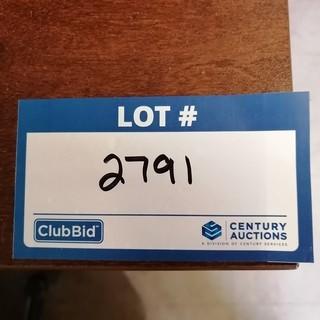 LOT #
2791
ClubBid
CENTURY
AUCTIONS
A DIVISION OF CENTURY SERVICES